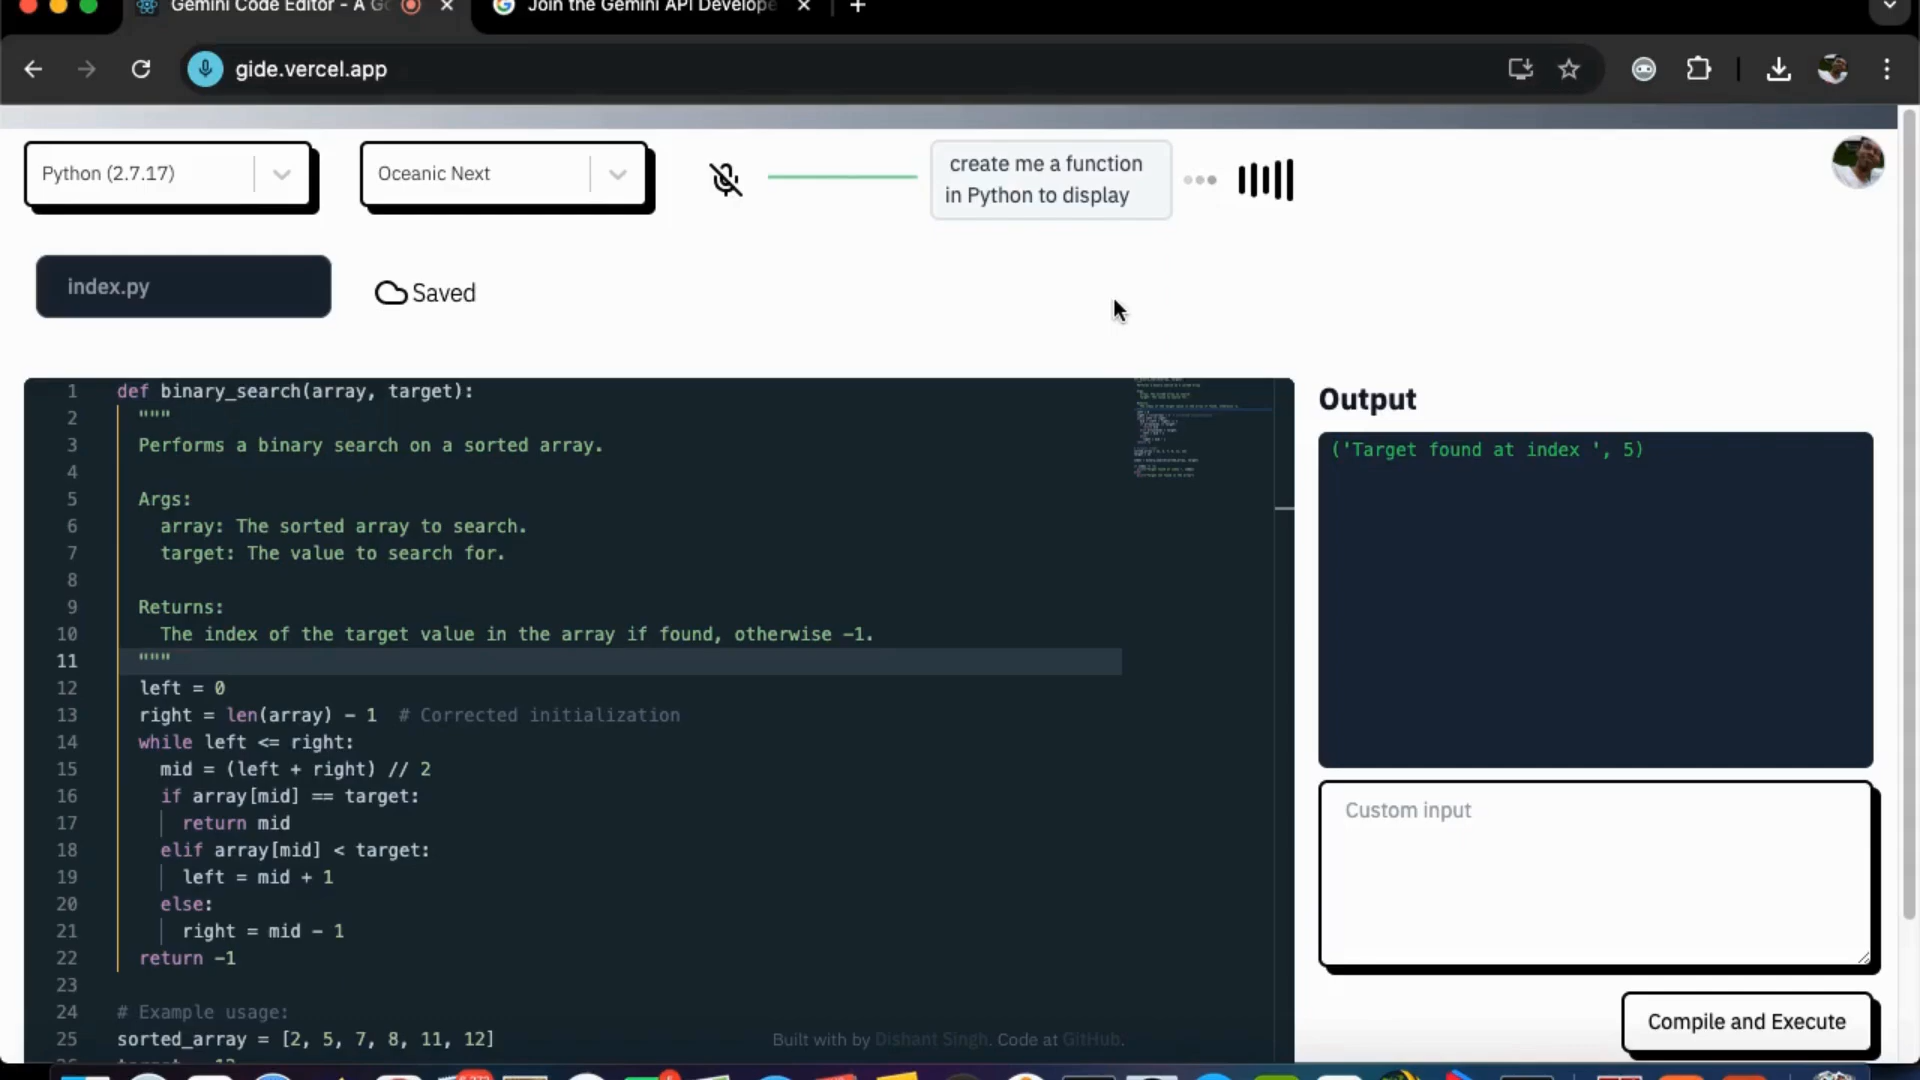 Gemini Code Editor - A Go
Join the Gemini API Develope
gide.vercel.app
Python (2.7.17)
Oceanic Next
create me a function
in Python to display
index.py
Saved
1 def binary_search(array, target):
2 """
3 Performs a binary search on a sorted array.
4
5 Args:
6 array: The sorted array to search.
7 target: The value to search for.
8
9 Returns:
10 The index of the target value in the array if found, otherwise -1.
11 """
12 left = 0
13 right = len(array) - 1 # Corrected initialization
14 while left <= right:
15 mid = (left + right) // 2
16 if array[mid] == target:
17 return mid
18 elif array[mid] < target:
19 left = mid + 1
20 else:
21 right = mid - 1
22 return -1
23
24 # Example usage:
25 sorted_array = [2, 5, 7, 8, 11, 12]
Built with by Dishant Singh. Code at GitHub.
Output
('Target found at index ', 5)
Custom input
Compile and Execute